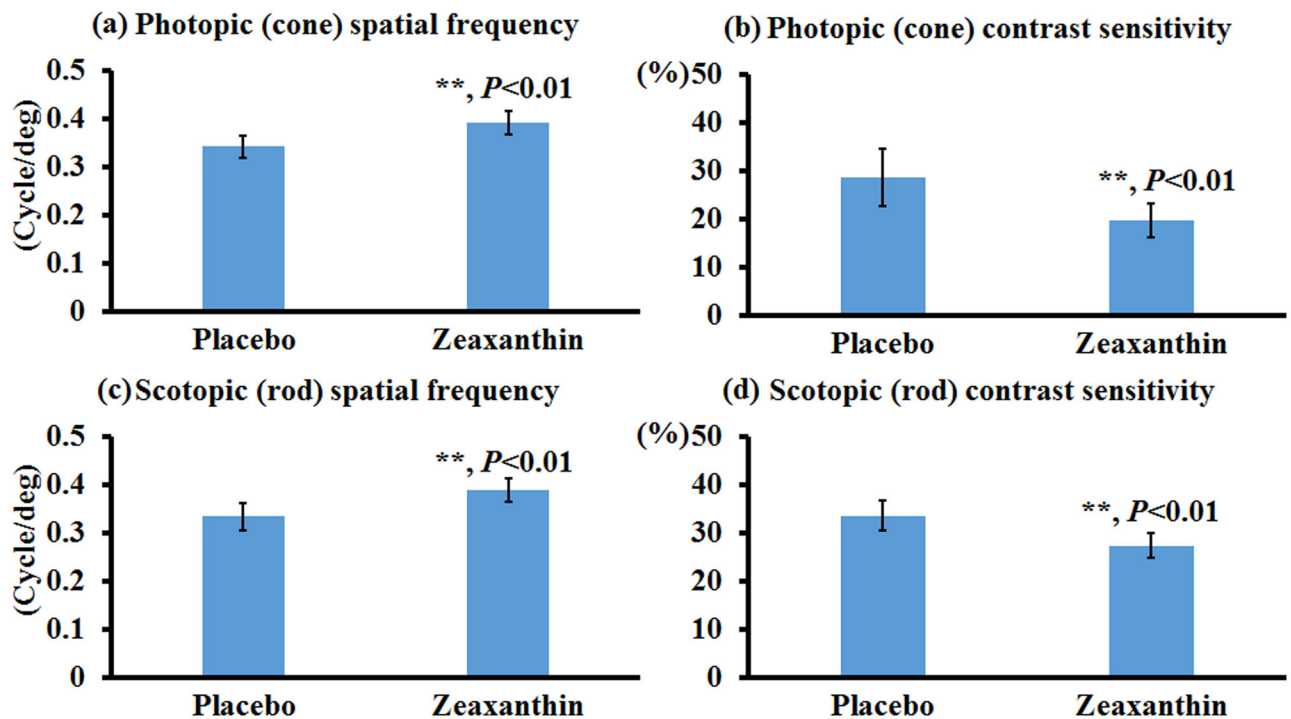 (a) Photopic (cone) spatial frequency
(Cycle/deg)
0.5
0.4
0.3
0.2
0.1
0
**, P<0.01
Placebo
Zeaxanthin
(b) Photopic (cone) contrast sensitivity
(%)
50
40
30
20
10
0
**, P<0.01
Placebo
Zeaxanthin
(c) Scotopic (rod) spatial frequency
(Cycle/deg)
0.5
0.4
0.3
0.2
0.1
0
**, P<0.01
Placebo
Zeaxanthin
(d) Scotopic (rod) contrast sensitivity
(%)
50
40
30
20
10
0
**, P<0.01
Placebo
Zeaxanthin